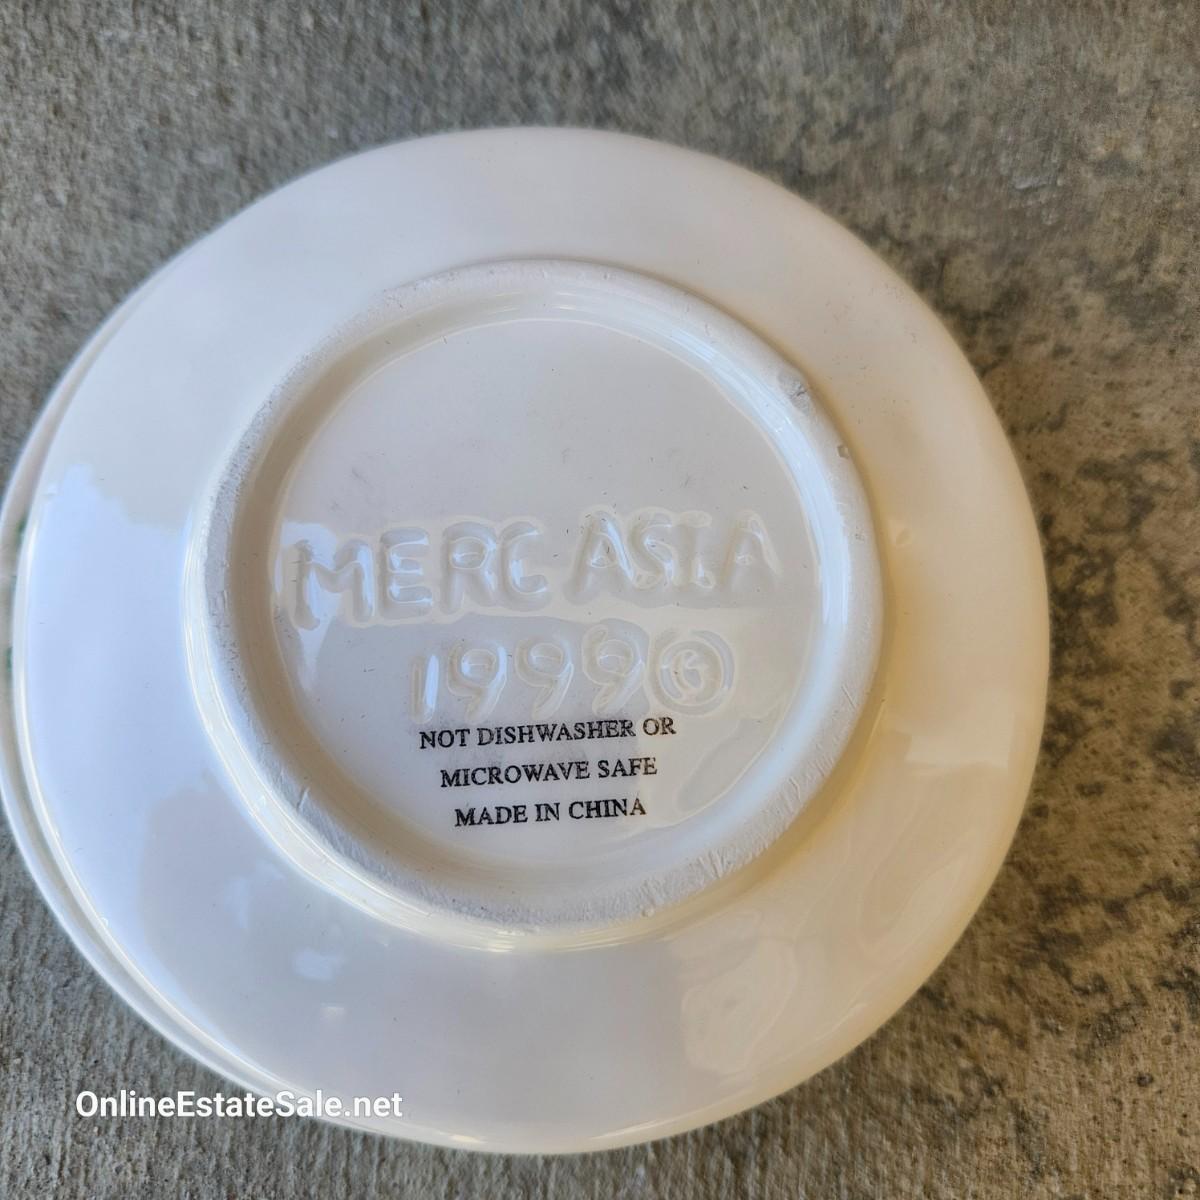 MERC ASIA
1999©
NOT DISHWASHER OR
MICROWAVE SAFE
MADE IN CHINA
OnlineEstateSale.net